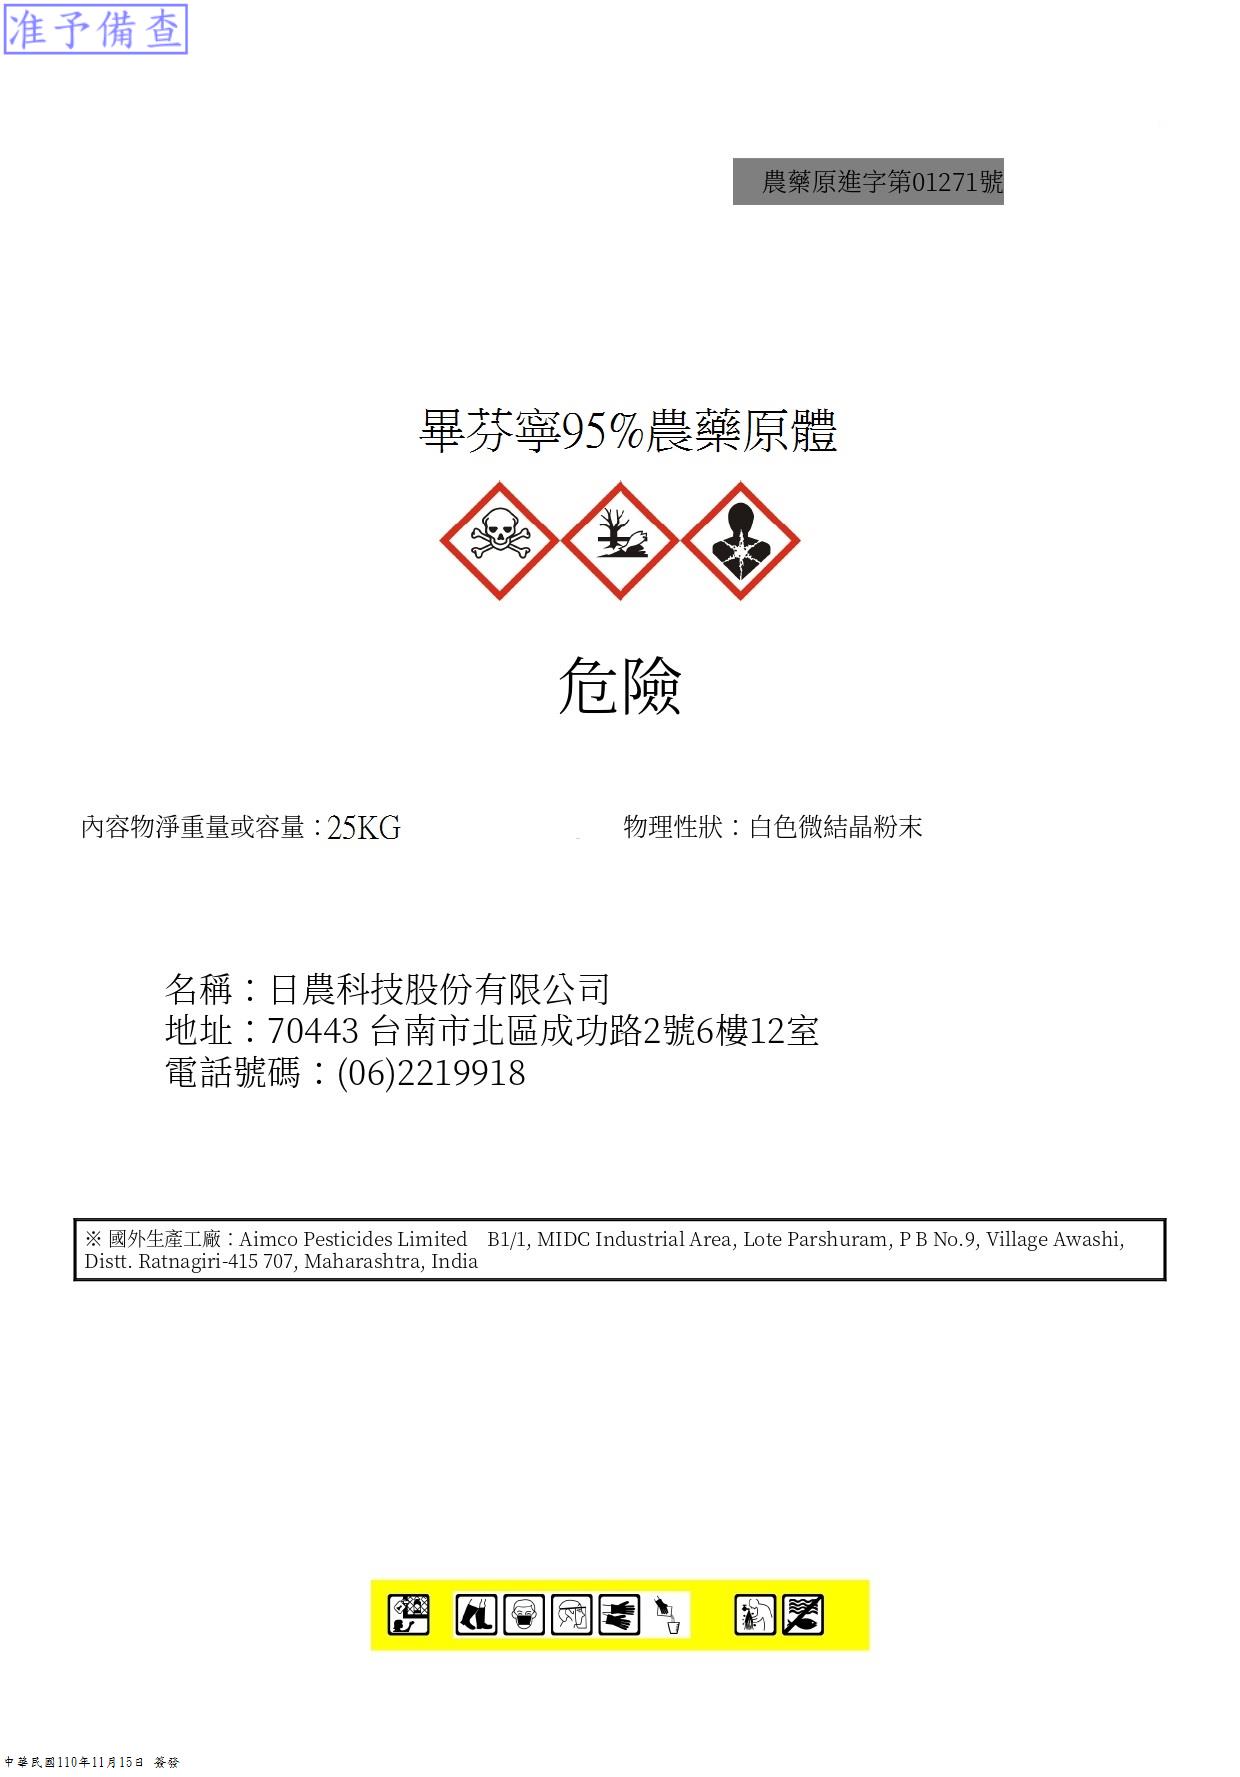 准予備查
農藥原進字第01271號
畢芬寧95%農藥原體
危險
內容物淨重量或容量：25KG 物理性狀：白色微結晶粉末
名稱：日農科技股份有限公司
地址：70443 台南市北區成功路2號6樓12室
電話號碼：(06)2219918
※ 國外生產工廠：Aimco Pesticides Limited　B1/1, MIDC Industrial Area, Lote Parshuram, P B No.9, Village Awashi,
Distt. Ratnagiri-415 707, Maharashtra, India
中華民國110年11月15日 簽發